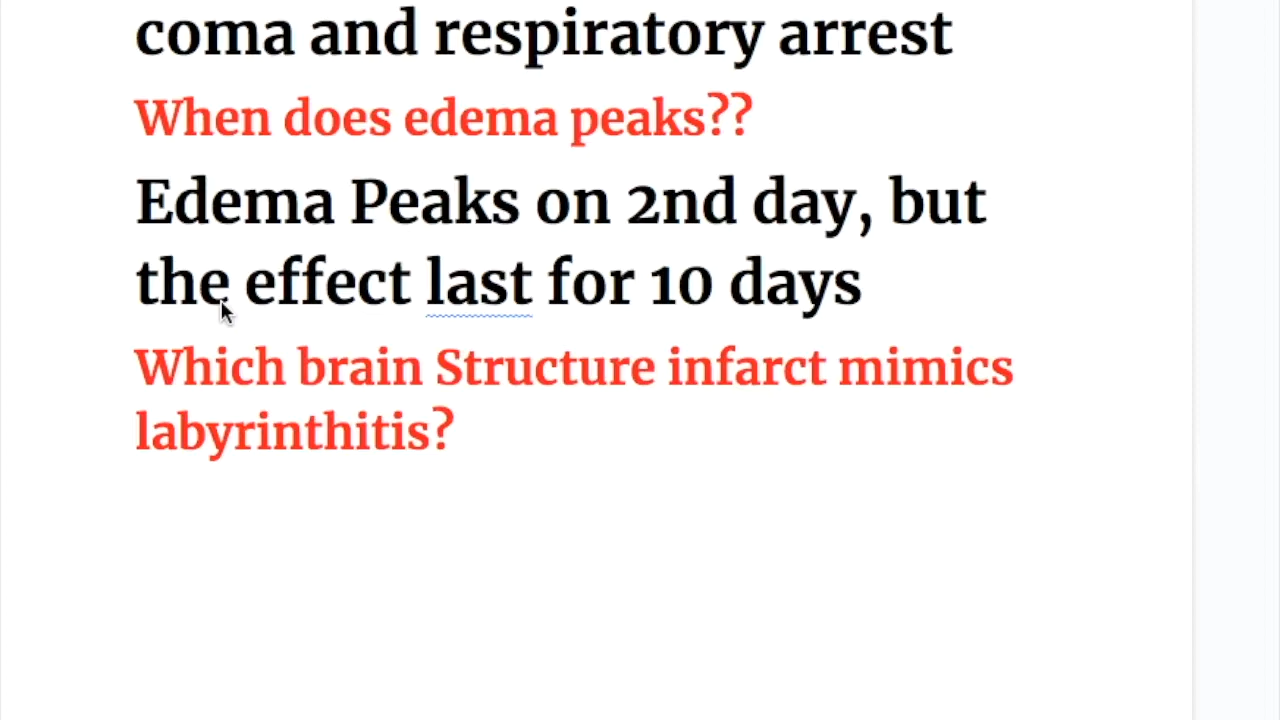 coma and respiratory arrest
When does edema peaks??
Edema Peaks on 2nd day, but
the effect last for 10 days
Which brain Structure infarct mimics
labyrinthitis?